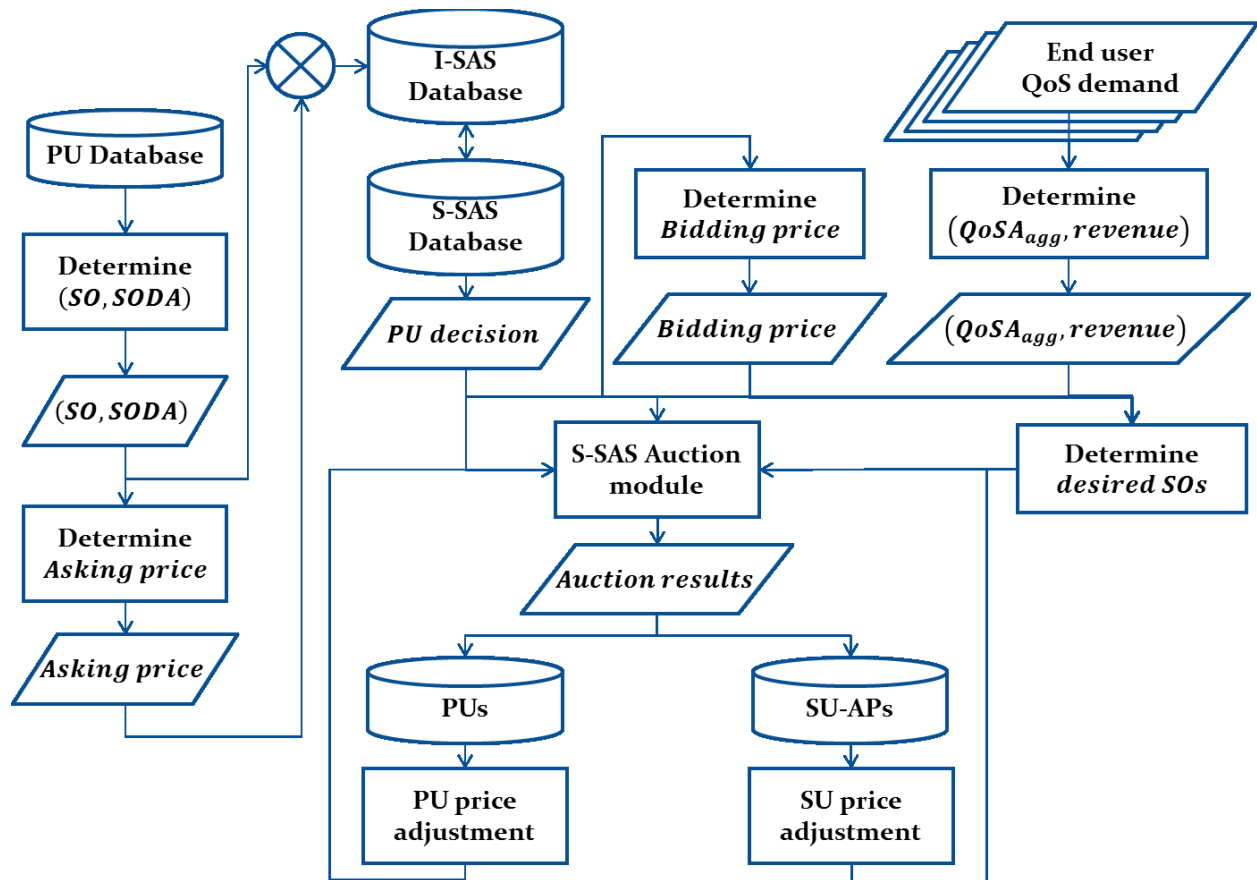 I-SAS
Database
End user
QoS demand
PU Database
S-SAS
Database
Determine
Bidding price
Determine
(QoSA_agg, revenue)
Determine
(SO, SODA)
PU decision
Bidding price
(QoSA_agg, revenue)
(SO, SODA)
S-SAS Auction
module
Determine
desired SOs
Determine
Asking price
Auction results
Asking price
PUs
SU-APs
PU price
adjustment
SU price
adjustment